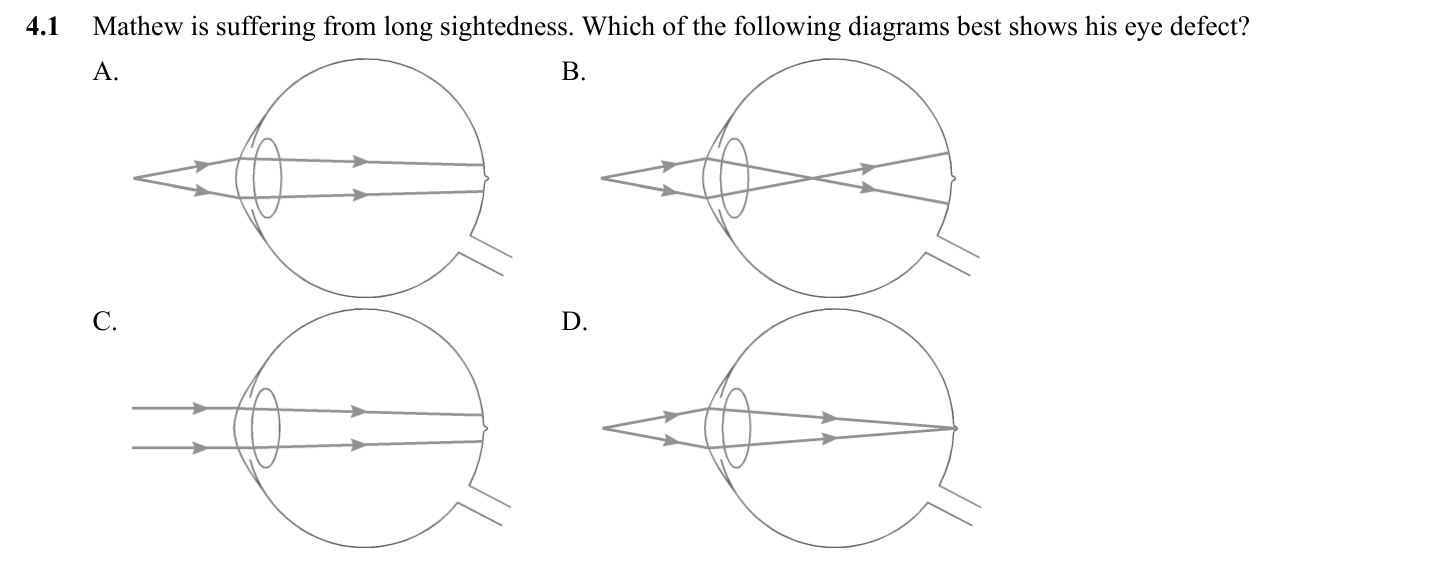 4.1 Mathew is suffering from long sightedness. Which of the following diagrams best shows his eye defect?
A. B.
C. D.